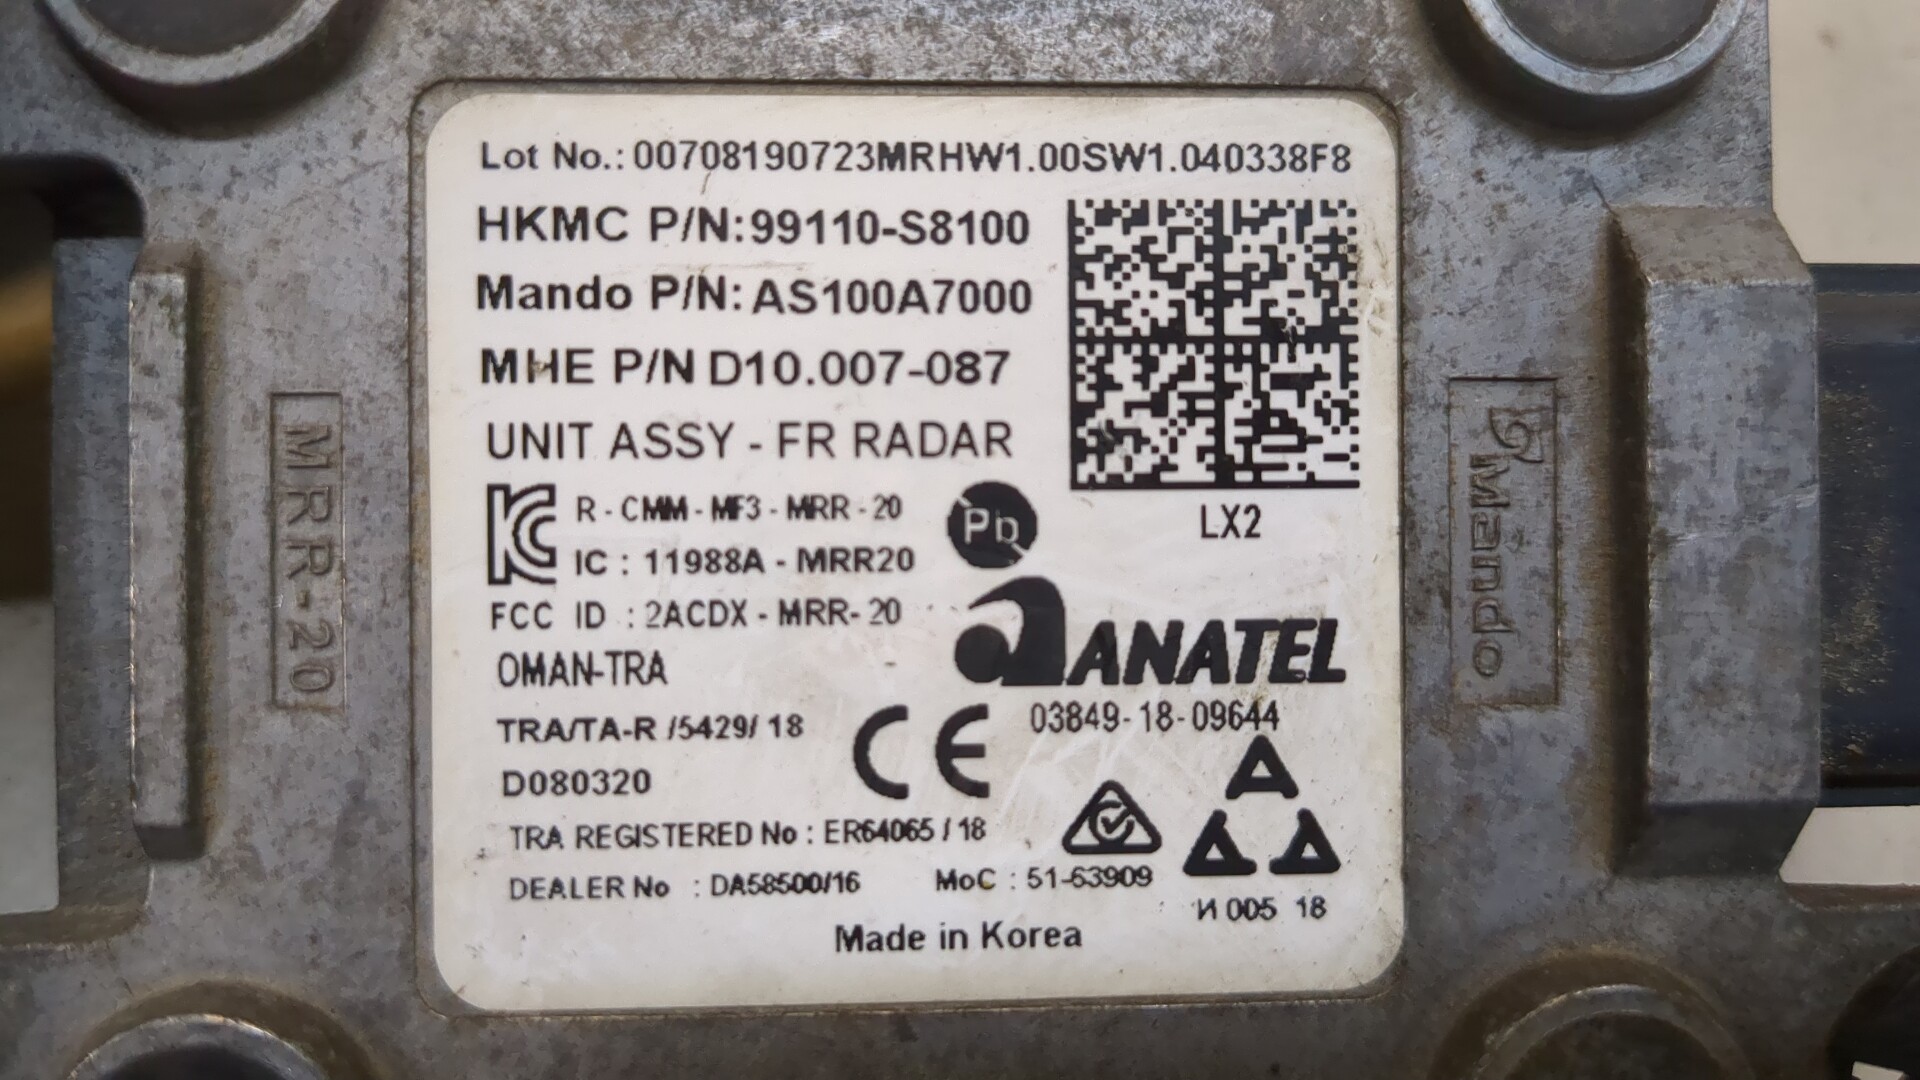 Lot No.: 00708190723MRHW1.00SW1.040338F8
HKMC P/N: 99110-S8100
Mando P/N: AS100A7000
MHE P/N D10.007-087
UNIT ASSY - FR RADAR
LX2
R - CMM - MF3 - MRR - 20
Pb
IC : 11988A - MRR20
FCC ID : 2ACDX - MRR- 20
ANATEL
OMAN-TRA
03849- 18 - 09644
TRA/TA-R /5429/ 18
CE
D080320
TRA REGISTERED No : ER64065 / 18
DEALER No : DA58500/16
MoC : 51-63909
И 005 18
Made in Korea
MRR-20
Mando